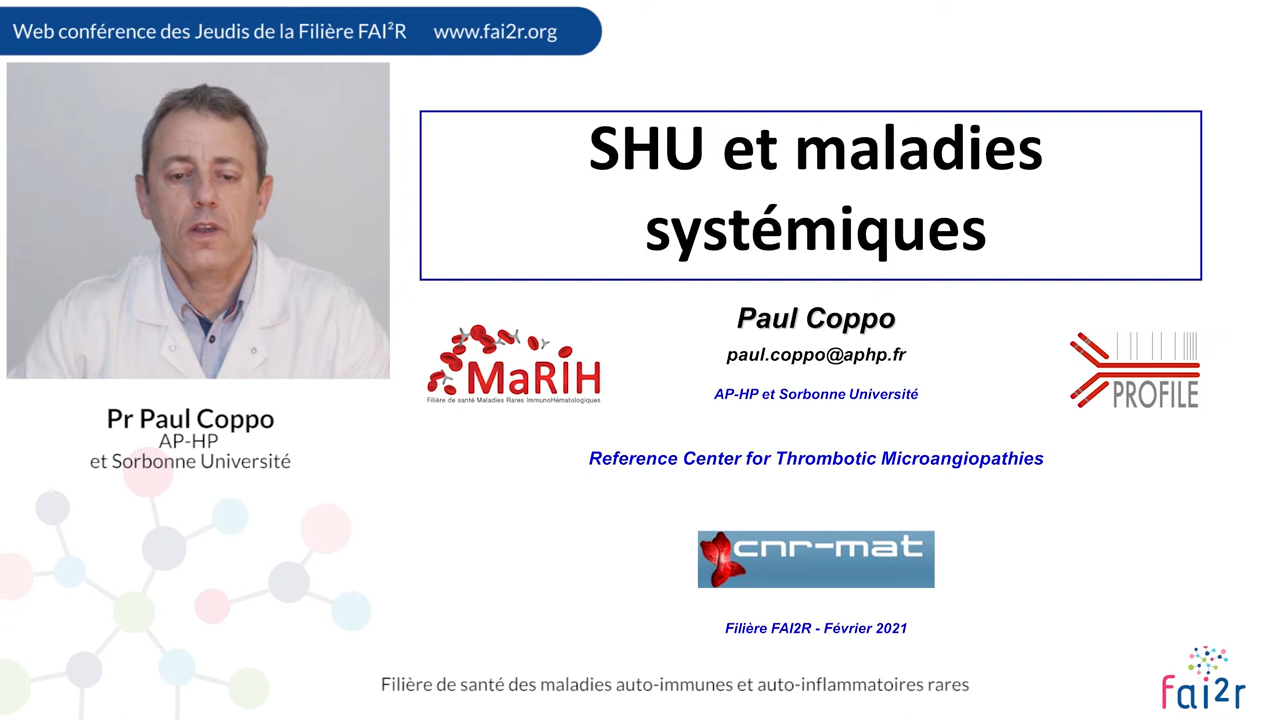 Web conférence des Jeudis de la Filière FAI²R www.fai2r.org
SHU et maladies
systémiques
Paul Coppo
paul.coppo@aphp.fr
MaRIH
Filière de santé Maladies Rares ImmunoHématologiques
AP-HP et Sorbonne Université
PROFILE
Pr Paul Coppo
AP-HP
et Sorbonne Université
Reference Center for Thrombotic Microangiopathies
cnr-mat
Filière FAI2R - Février 2021
Filière de santé des maladies auto-immunes et auto-inflammatoires rares
fai2r